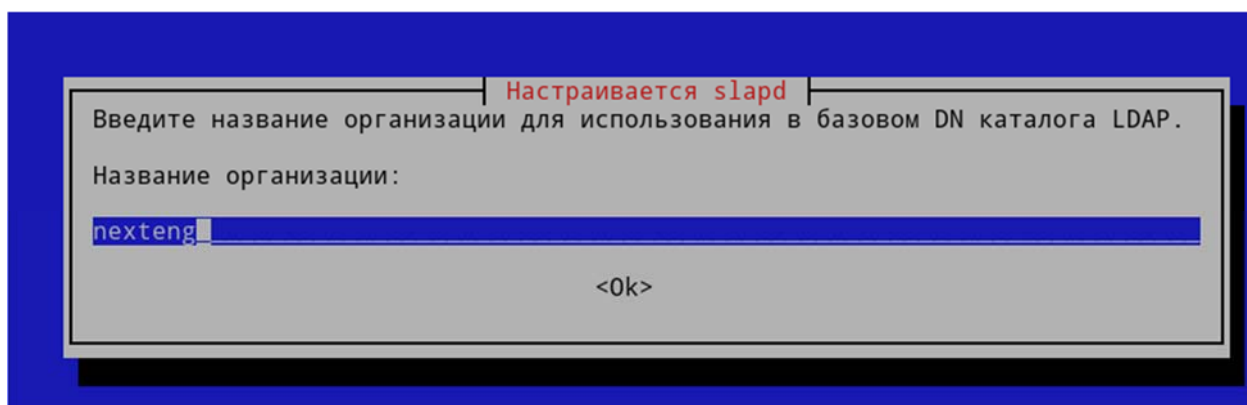 Настраивается slapd
Введите название организации для использования в базовом DN каталога LDAP.
Название организации:
nexteng
<Ok>